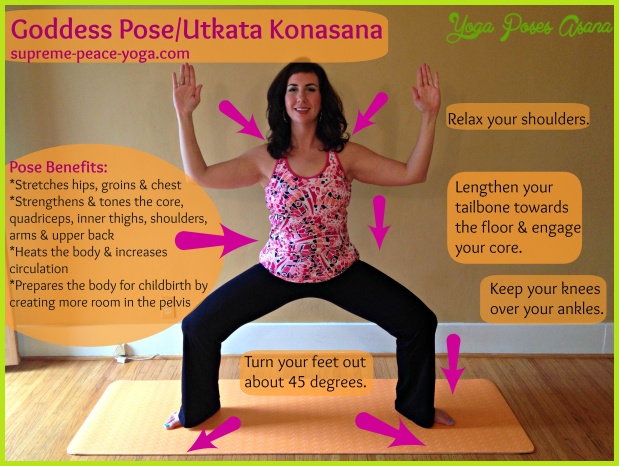 Goddess Pose/Utkata Konasana
supreme-peace-yoga.com
Yoga Poses Asana
Relax your shoulders.
Pose Benefits:
*Stretches hips, groins & chest
*Strengthens & tones the core,
quadriceps, inner thighs, shoulders,
arms & upper back
*Heats the body & increases
circulation
*Prepares the body for childbirth by
creating more room in the pelvis
Lengthen your
tailbone towards
the floor & engage
your core.
Keep your knees
over your ankles.
Turn your feet out
about 45 degrees.